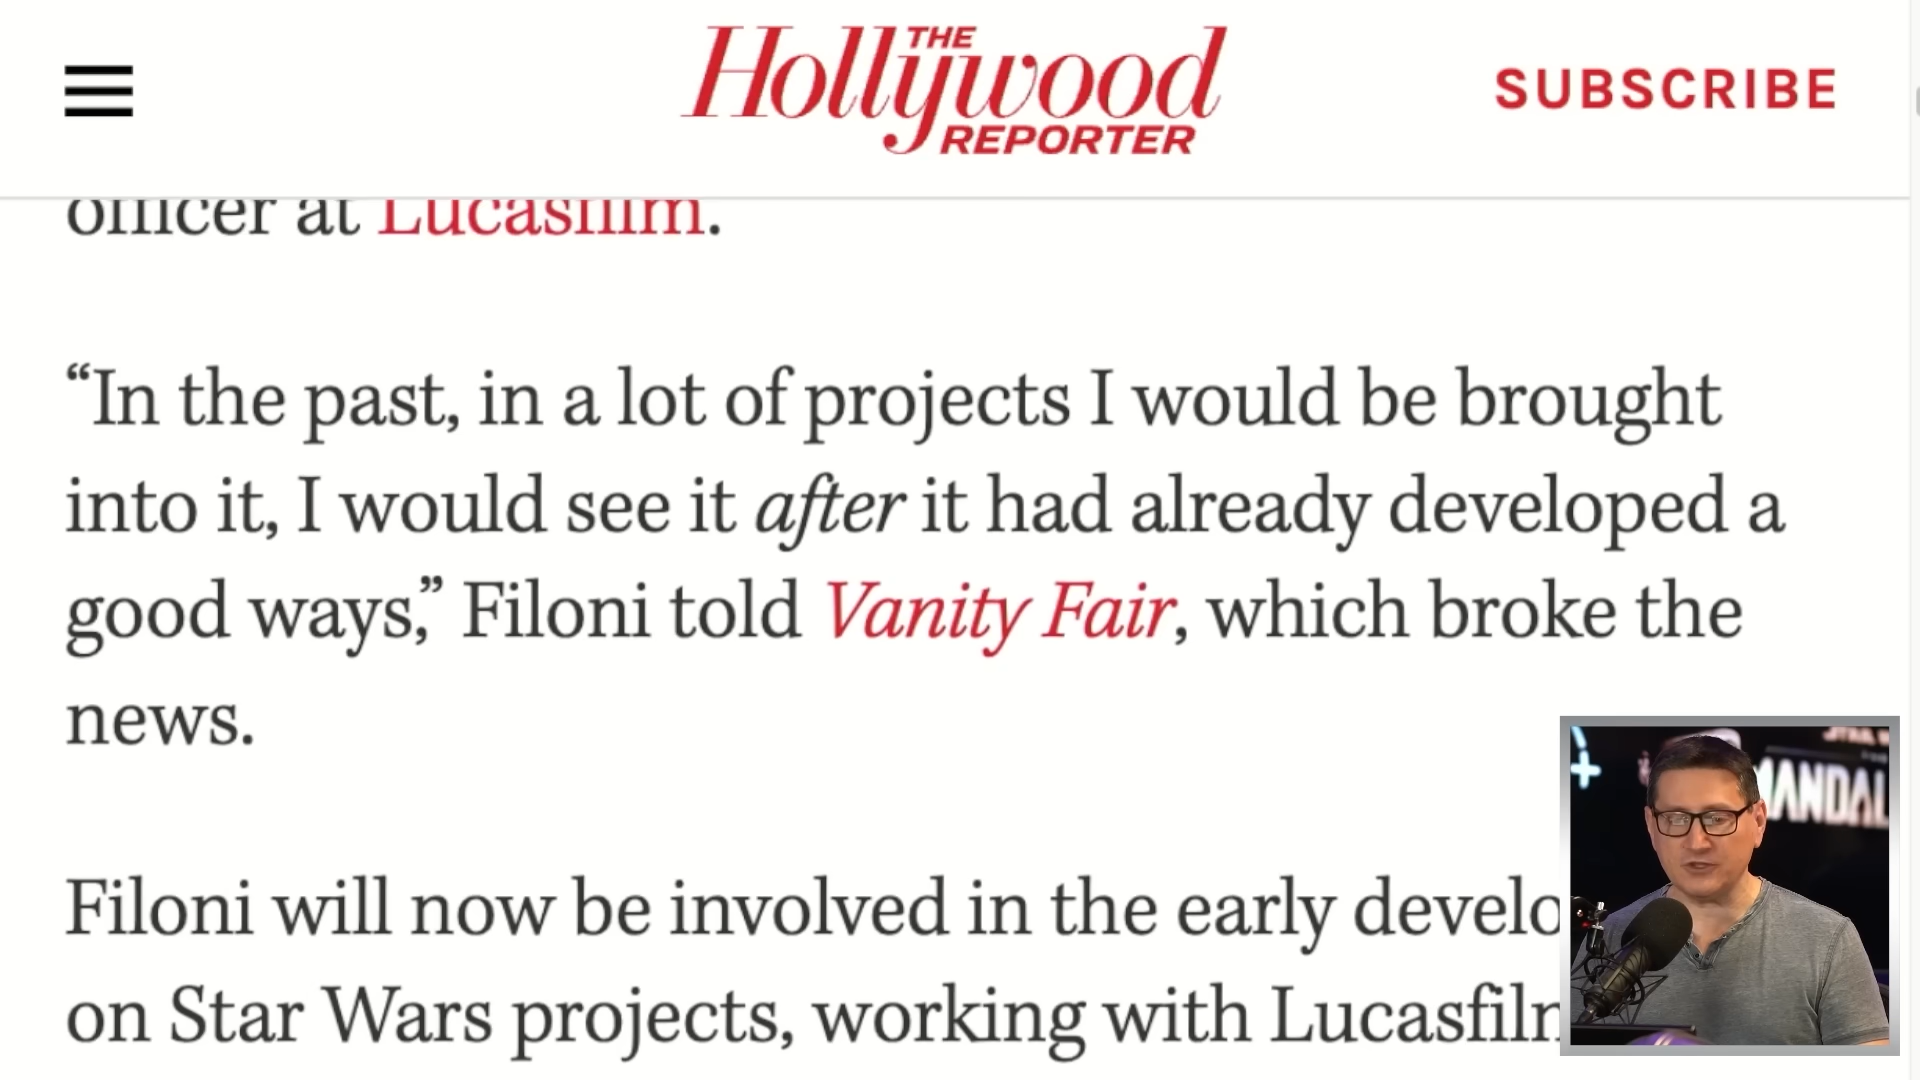 THE
Hollywood
REPORTER
SUBSCRIBE
officer at Lucasfilm.
“In the past, in a lot of projects I would be brought
into it, I would see it after it had already developed a
good ways,” Filoni told Vanity Fair, which broke the
news.
Filoni will now be involved in the early develo
on Star Wars projects, working with Lucasfilm
MANDAL